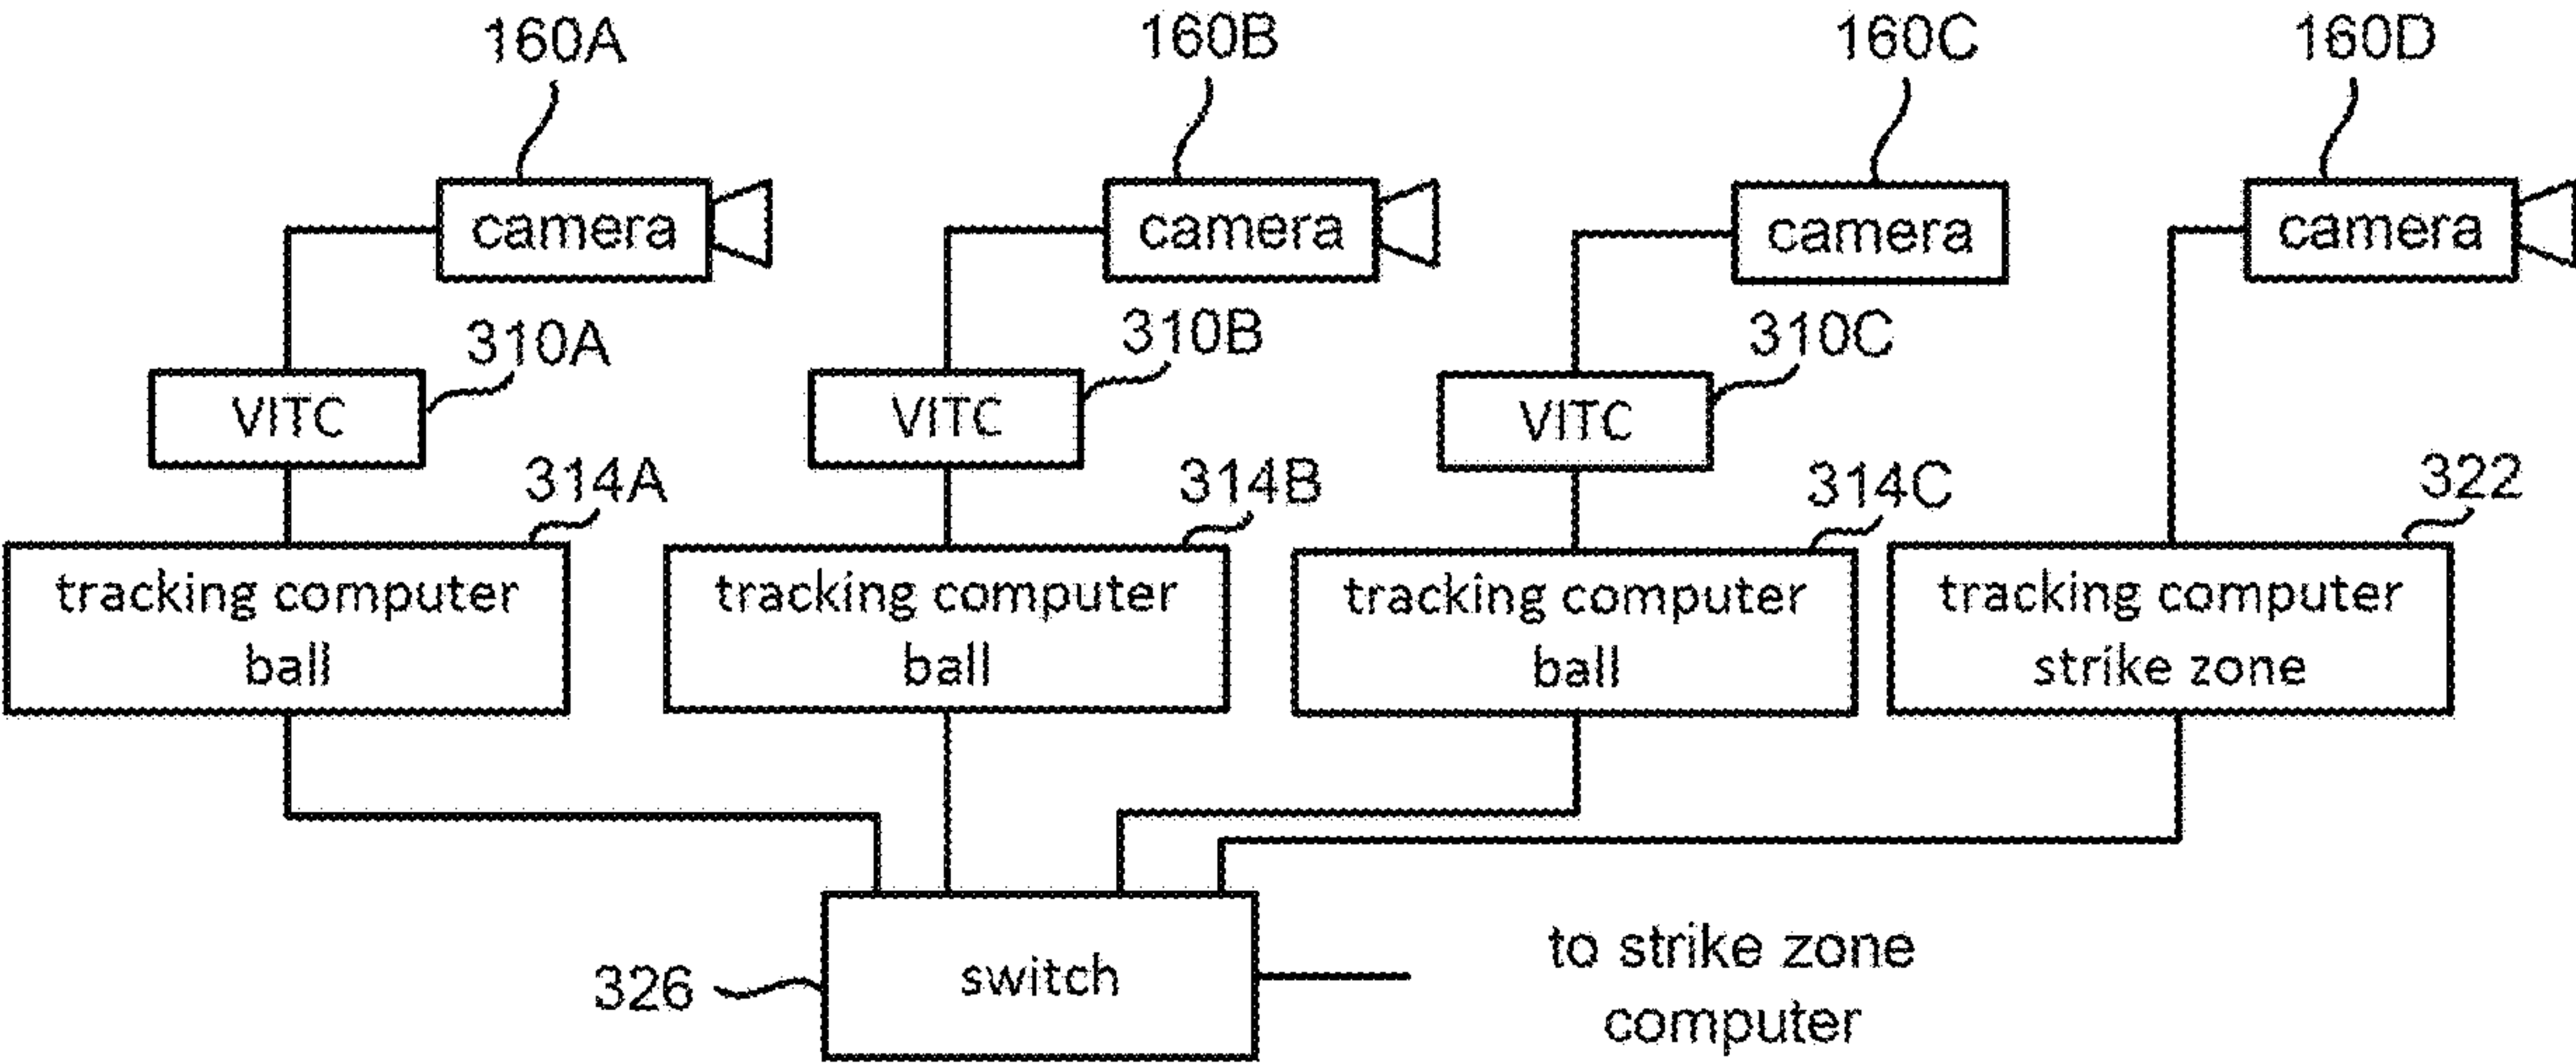 160A
160B
160C
160D
camera
camera
camera
camera
310A
310B
310C
VITC
VITC
VITC
314A
314B
314C
322
tracking computer
ball
tracking computer
ball
tracking computer
ball
tracking computer
strike zone
326
switch
to strike zone
computer